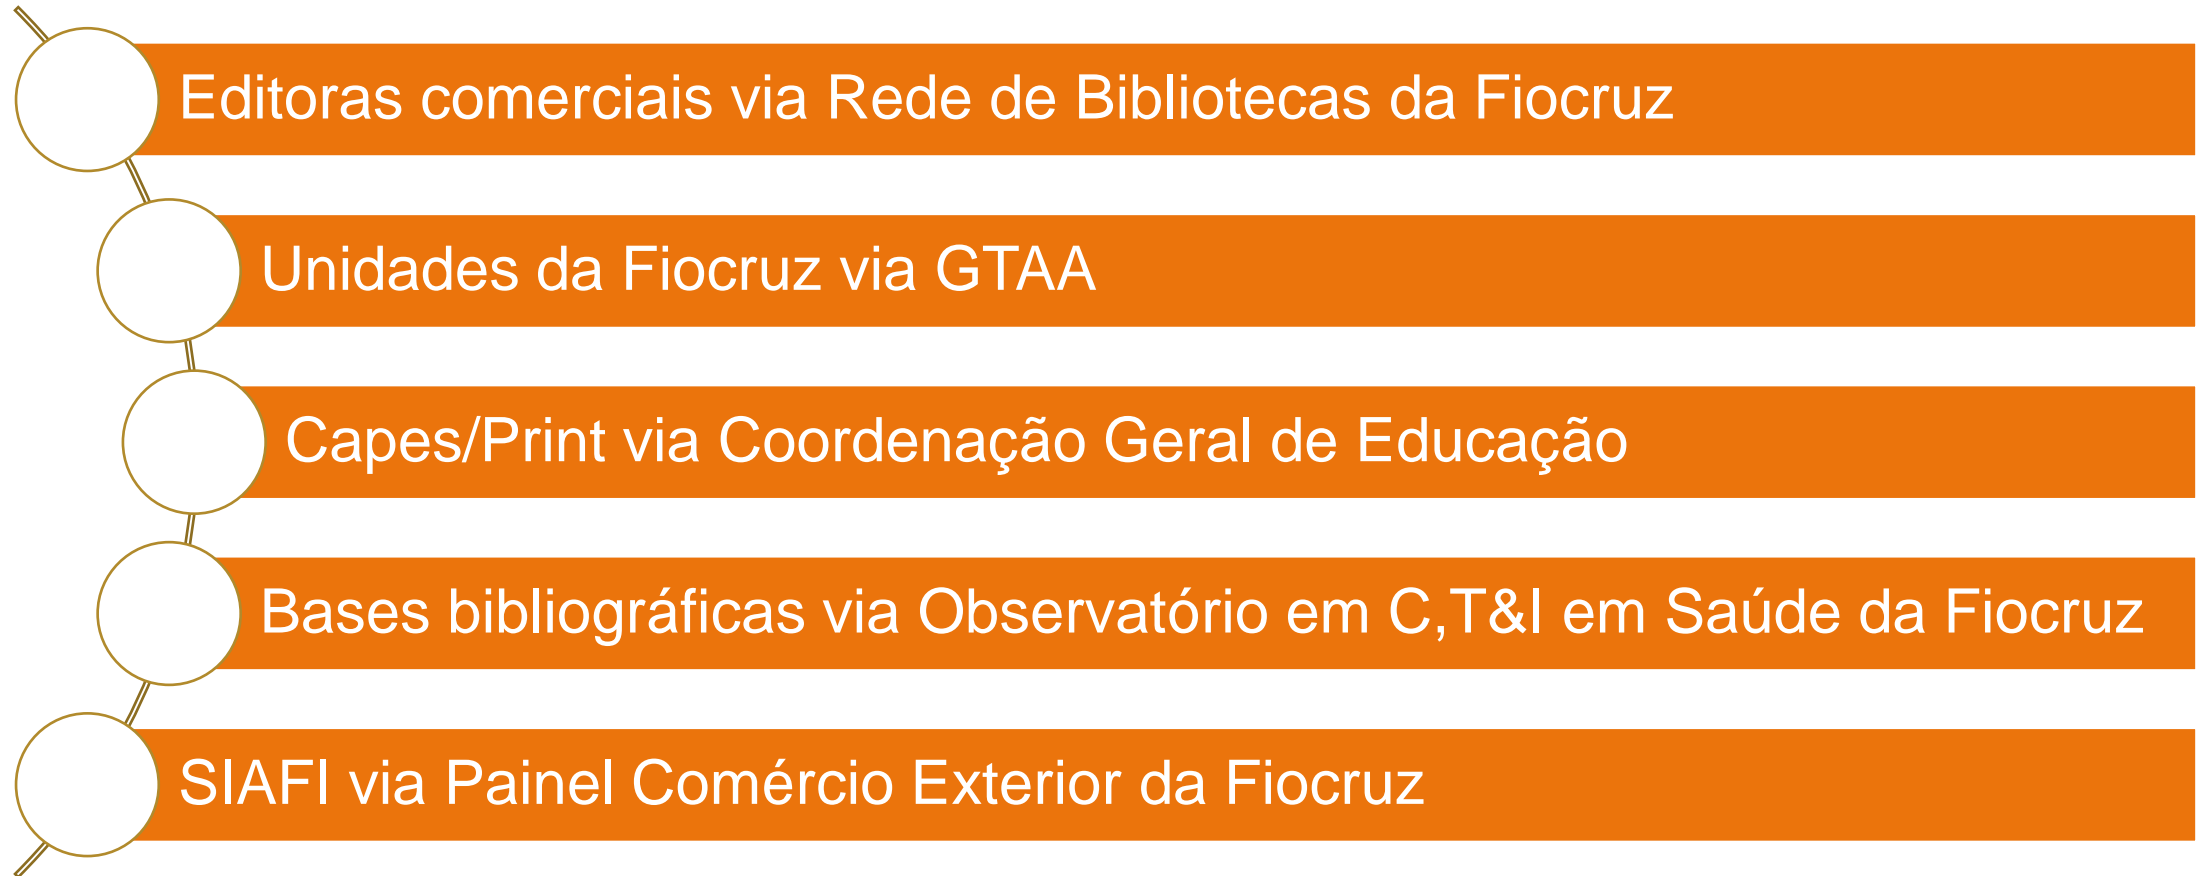 Editoras comerciais via Rede de Bibliotecas da Fiocruz
Unidades da Fiocruz via GTAA
Capes/Print via Coordenação Geral de Educação
Bases bibliográficas via Observatório em C,T&I em Saúde da Fiocruz
SIAFI via Painel Comércio Exterior da Fiocruz